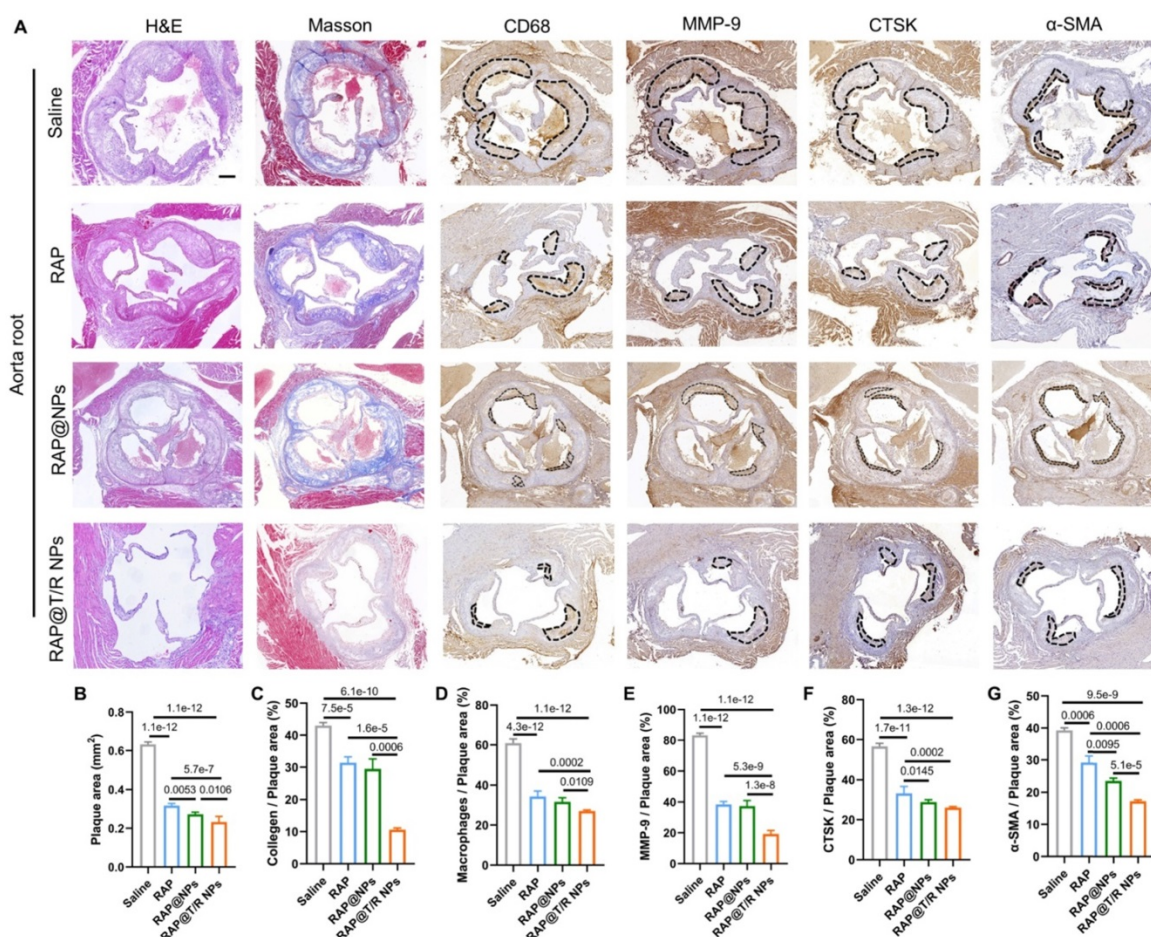 A
H&E Masson CD68 MMP-9 CTSK α-SMA
Aorta root
Saline
RAP
RAP@NPs
RAP@T/R NPs
B
Plaque area (mm²)
0.8
0.6
0.4
0.2
0.0
1.1e-12
1.1e-12
5.7e-7
0.0053 0.0106
Saline
RAP
RAP@NPs
RAP@T/R NPs
C
Collegen / Plaque area (%)
50
40
30
20
10
0
6.1e-10
7.5e-5
1.6e-5
0.0006
Saline
RAP
RAP@NPs
RAP@T/R NPs
D
Macrophages / Plaque area (%)
80
60
40
20
0
1.1e-12
4.3e-12
0.0002
0.0109
Saline
RAP
RAP@NPs
RAP@T/R NPs
E
MMP-9 / Plaque area (%)
100
80
60
40
20
0
1.1e-12
1.1e-12
5.3e-9
1.3e-8
Saline
RAP
RAP@NPs
RAP@T/R NPs
F
CTSK / Plaque area (%)
80
60
40
20
0
1.3e-12
1.7e-11
0.0002
0.0145
Saline
RAP
RAP@NPs
RAP@T/R NPs
G
α-SMA / Plaque area (%)
50
40
30
20
10
0
9.5e-9
0.0006
0.0006
0.0095
5.1e-5
Saline
RAP
RAP@NPs
RAP@T/R NPs